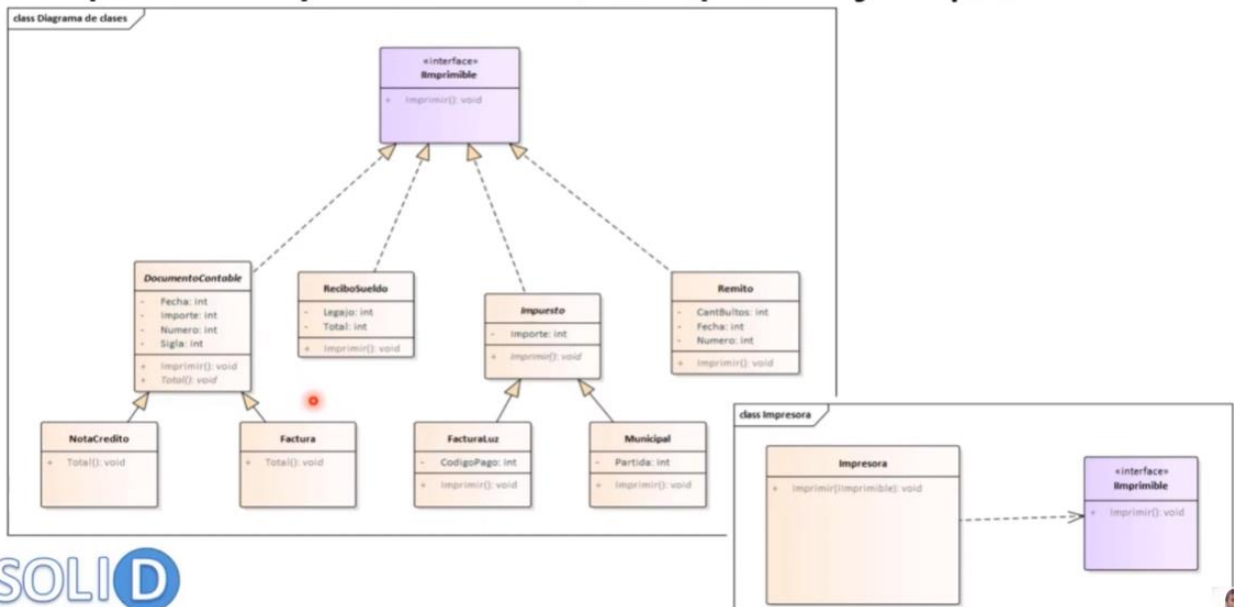 class Diagrama de clases
«interface»
IImprimible
+ Imprimir(): void
DocumentoContable
- Fecha: int
- Importe: int
- Numero: int
- Sigla: int
+ Imprimir(): void
+ Total(): void
ReciboSueldo
- Legajo: int
- Total: int
+ Imprimir(): void
Impuesto
- Importe: int
+ Imprimir(): void
Remito
- CantBultos: int
- Fecha: int
- Numero: int
+ Imprimir(): void
NotaCredito
+ Total(): void
Factura
+ Total(): void
FacturaLuz
- CodigoPago: int
+ Imprimir(): void
Municipal
- Partida: int
+ Imprimir(): void
class Impresora
Impresora
+ Imprimir(IImprimible): void
«interface»
IImprimible
+ Imprimir(): void
SOLID